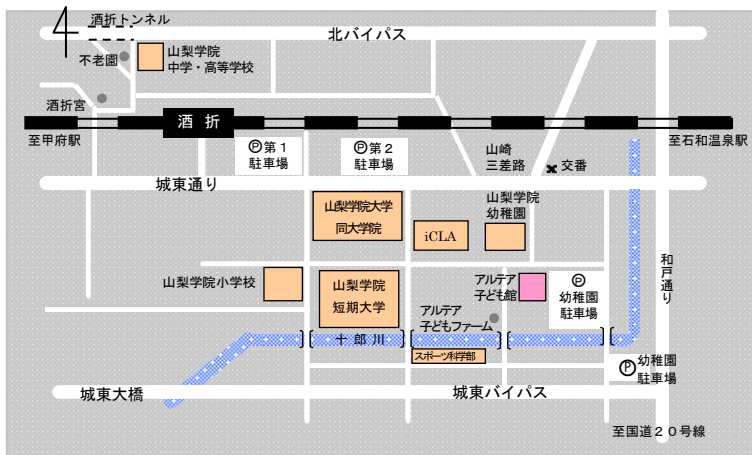 酒折トンネル
北バイパス
不老園
山梨学院
中学・高等学校
酒折宮
酒 折
至甲府駅
至石和温泉駅
Ⓟ第１
駐車場
Ⓟ第２
駐車場
山崎
三差路
交番
城東通り
山梨学院大学
同大学院
iCLA
山梨学院
幼稚園
和戸通り
山梨学院小学校
山梨学院
短期大学
アルテア
子ども館
Ⓟ
幼稚園
駐車場
アルテア
子どもファーム
十郎川
スポーツ科学部
Ⓟ幼稚園
駐車場
城東大橋
城東バイパス
至国道２０号線